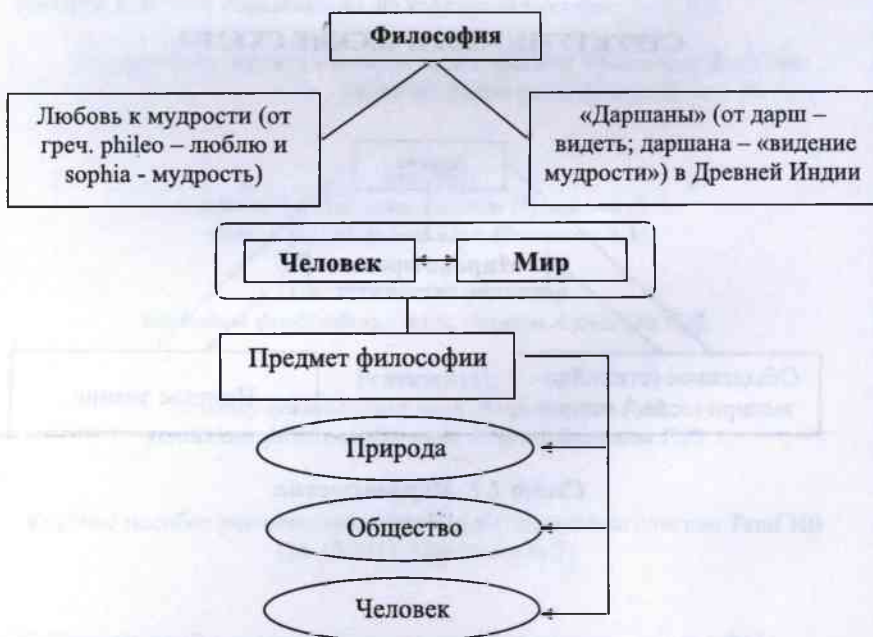 Философия
Любовь к мудрости (от
греч. phileo – люблю и
sophia - мудрость)
«Даршаны» (от дарш –
видеть; даршана – «видение
мудрости») в Древней Индии
Человек
Мир
Предмет философии
Природа
Общество
Человек